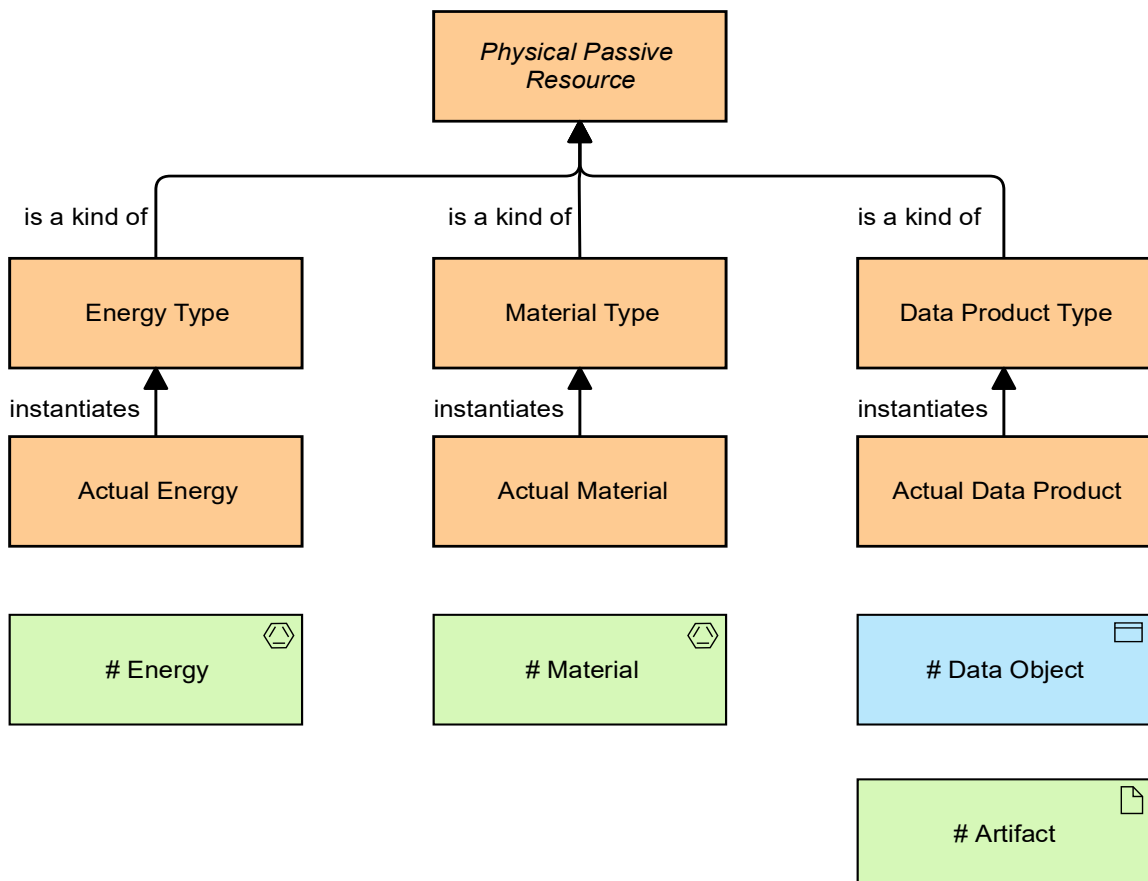 Physical Passive
Resource
is a kind of
is a kind of
is a kind of
Energy Type
Material Type
Data Product Type
instantiates
instantiates
instantiates
Actual Energy
Actual Material
Actual Data Product
# Energy
# Material
# Data Object
# Artifact